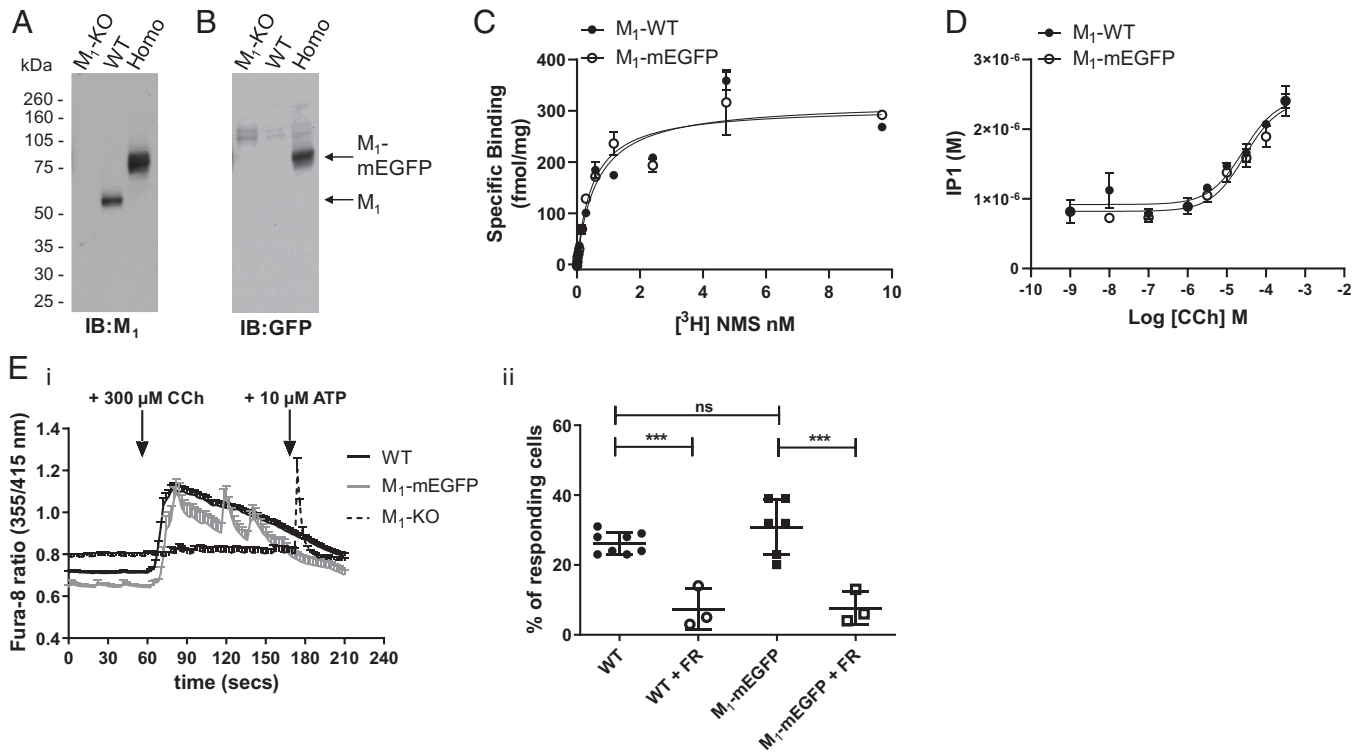 A
M₁-KO
WT
Homo
kDa
260 -
160 -
105 -
75 -
50 -
35 -
30 -
25 -
IB:M₁
B
M₁-KO
WT
Homo
M₁-
mEGFP
M₁
IB:GFP
C
M₁-WT
M₁-mEGFP
Specific Binding
(fmol/mg)
400
300
200
100
0
0 2 4 6 8 10
[³H] NMS nM
D
M₁-WT
M₁-mEGFP
IP1 (M)
3×10⁻⁶
2×10⁻⁶
1×10⁻⁶
0
-10 -9 -8 -7 -6 -5 -4 -3 -2
Log [CCh] M
E i
+ 300 µM CCh
+ 10 µM ATP
Fura-8 ratio (355/415 nm)
1.4
1.2
1.0
0.8
0.6
0.4
0 30 60 90 120 150 180 210 240
time (secs)
WT
M₁-mEGFP
M₁-KO
ii
ns
*** ***
% of responding cells
60
40
20
0
WT
WT + FR
M₁-mEGFP
M₁-mEGFP + FR